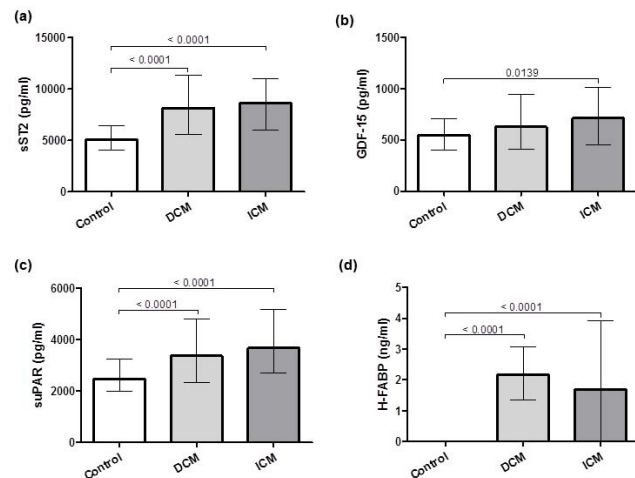 (a)
sST2 (pg/ml)
15000
10000
5000
0
< 0.0001
< 0.0001
Control
DCM
ICM
(b)
GDF-15 (pg/ml)
1500
1000
500
0
0.0139
Control
DCM
ICM
(c)
suPAR (pg/ml)
6000
4000
2000
0
< 0.0001
< 0.0001
Control
DCM
ICM
(d)
H-FABP (ng/ml)
5
4
3
2
1
0
< 0.0001
< 0.0001
Control
DCM
ICM